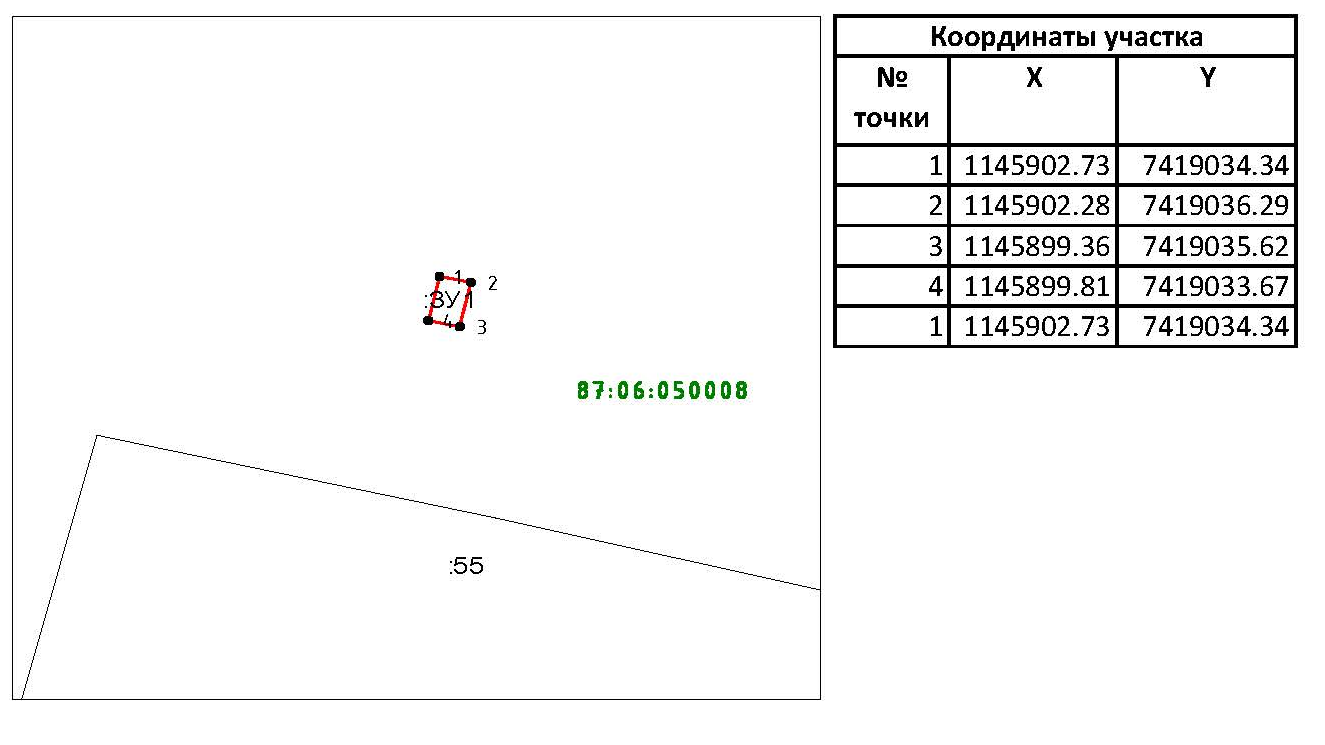 1
2
:ЗУ1
4
3
87:06:050008
:55
Координаты участка
№ точки X Y
1 1145902.73 7419034.34
2 1145902.28 7419036.29
3 1145899.36 7419035.62
4 1145899.81 7419033.67
1 1145902.73 7419034.34